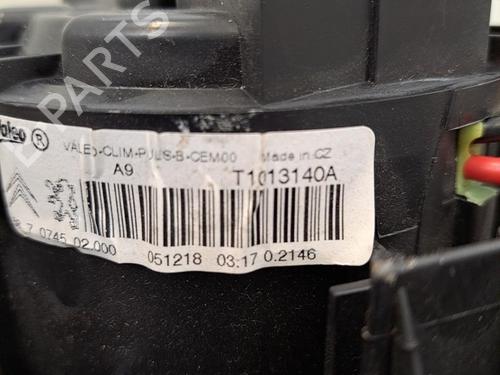 Valeo ®
VALEO-CLIM-PULS-B-CEM00 Made in CZ
A9 T1013140A
7 0745 02.000
051218 03:17 0.2146